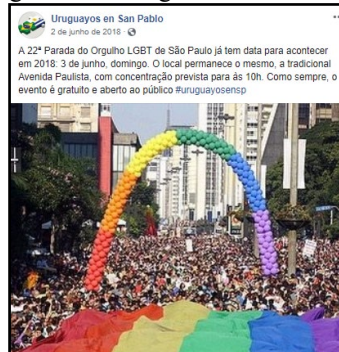 Uruguayos en San Pablo
2 de junho de 2018 ·
A 22ª Parada do Orgulho LGBT de São Paulo já tem data para acontecer
em 2018: 3 de junho, domingo. O local permanece o mesmo, a tradicional
Avenida Paulista, com concentração prevista para às 10h. Como sempre, o
evento é gratuito e aberto ao público #uruguayosensp